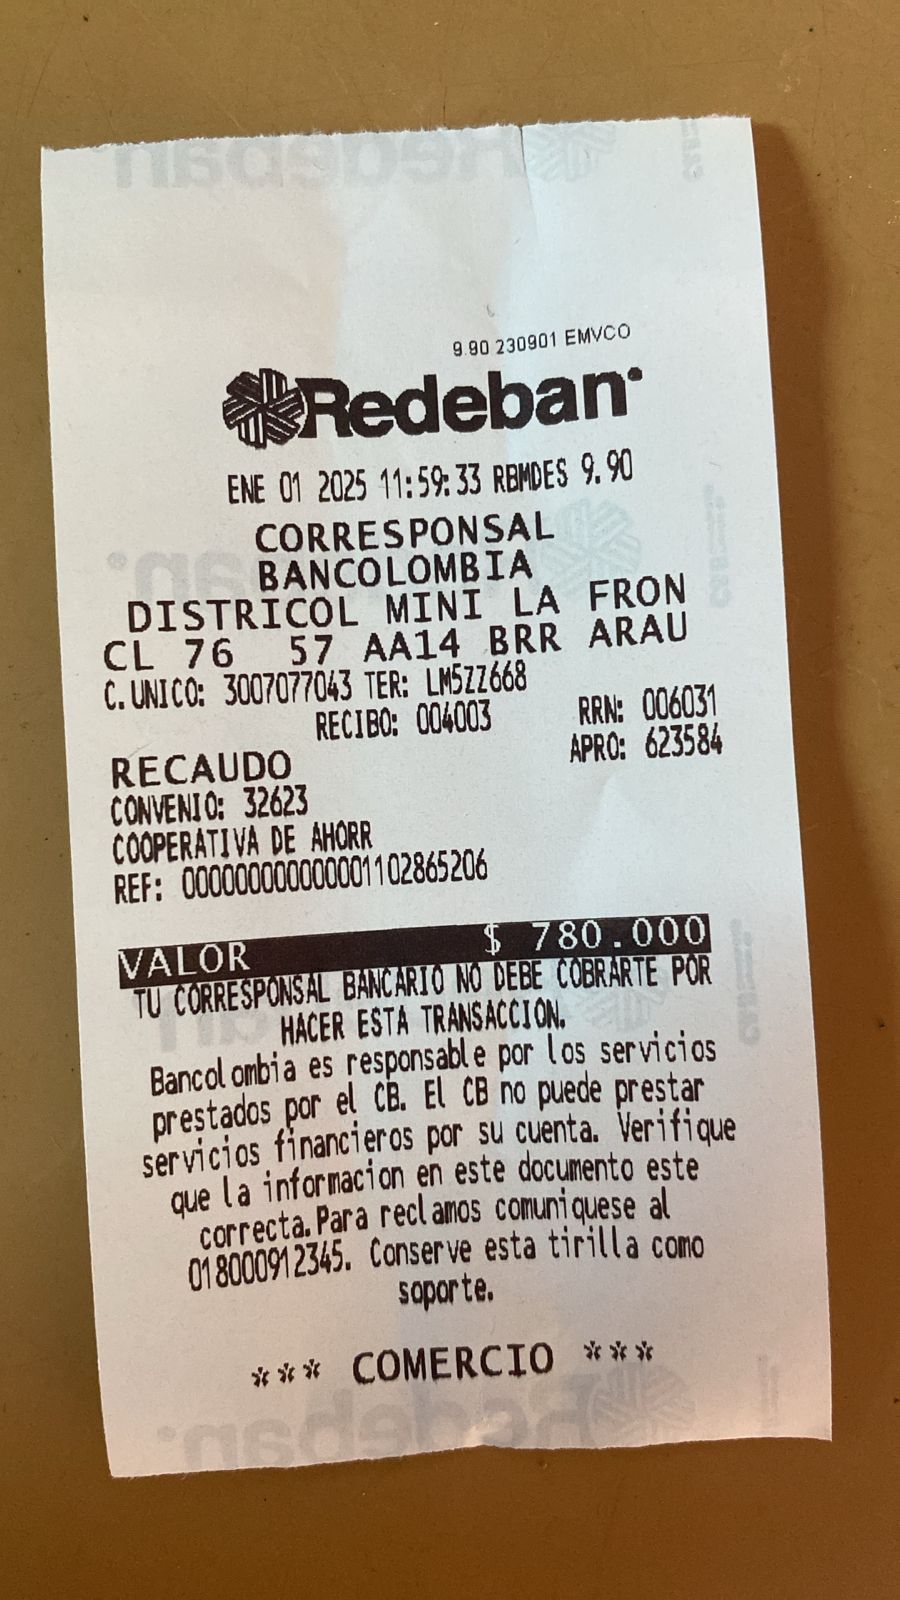 9.90 230901 EMVCO
Redeban
ENE 01 2025 11:59:33 RBMDES 9.90
CORRESPONSAL
BANCOLOMBIA
DISTRICOL MINI LA FRON
CL 76 57 AA14 BRR ARAU
C.UNICO: 3007077043 TER: LM5ZZ668
RECIBO: 004003 RRN: 006031
RECAUDO APRO: 623584
CONVENIO: 32623
COOPERATIVA DE AHORR
REF: 00000000000001102865206
VALOR $ 780.000
TU CORRESPONSAL BANCARIO NO DEBE COBRARTE POR
HACER ESTA TRANSACCION.
Bancolombia es responsable por los servicios
prestados por el CB. El CB no puede prestar
servicios financieros por su cuenta. Verifique
que la informacion en este documento este
correcta.Para reclamos comuniquese al
018000912345. Conserve esta tirilla como
soporte.
*** COMERCIO ***